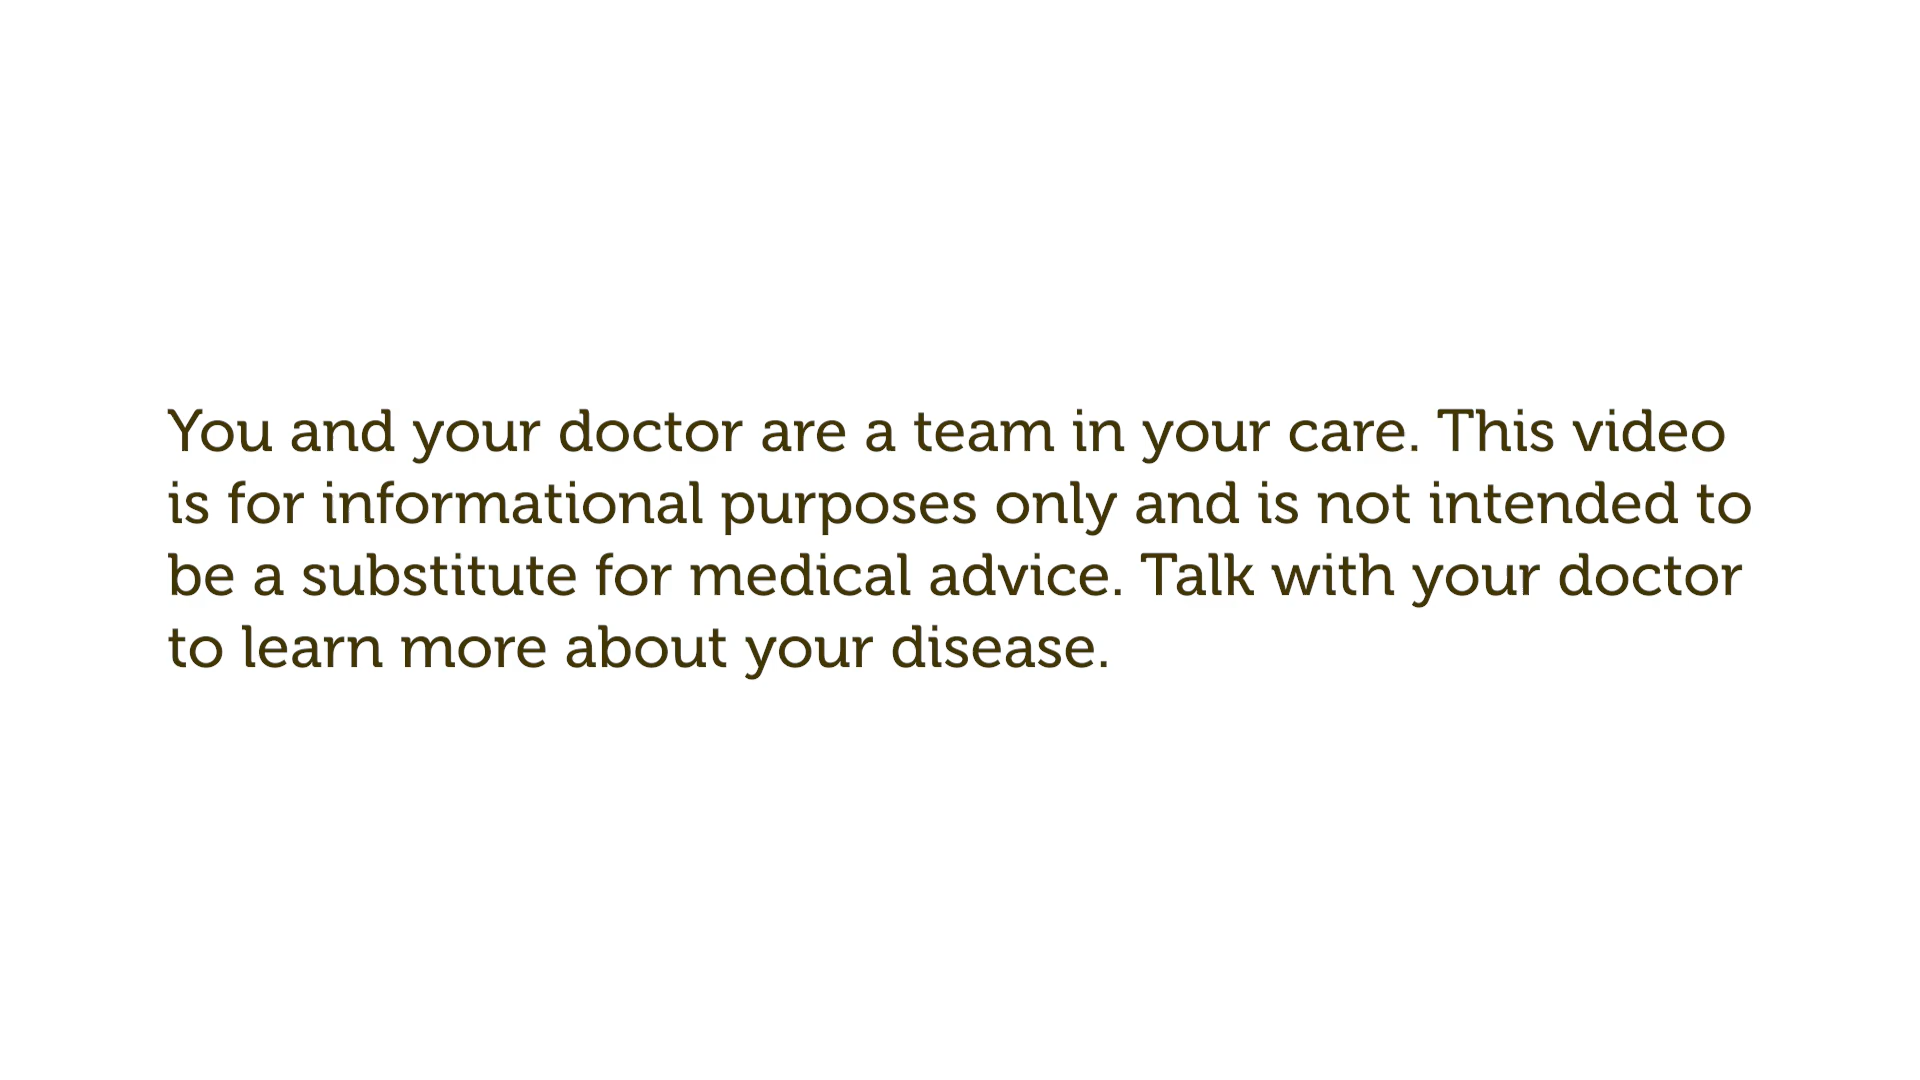 You and your doctor are a team in your care. This video
is for informational purposes only and is not intended to
be a substitute for medical advice. Talk with your doctor
to learn more about your disease.